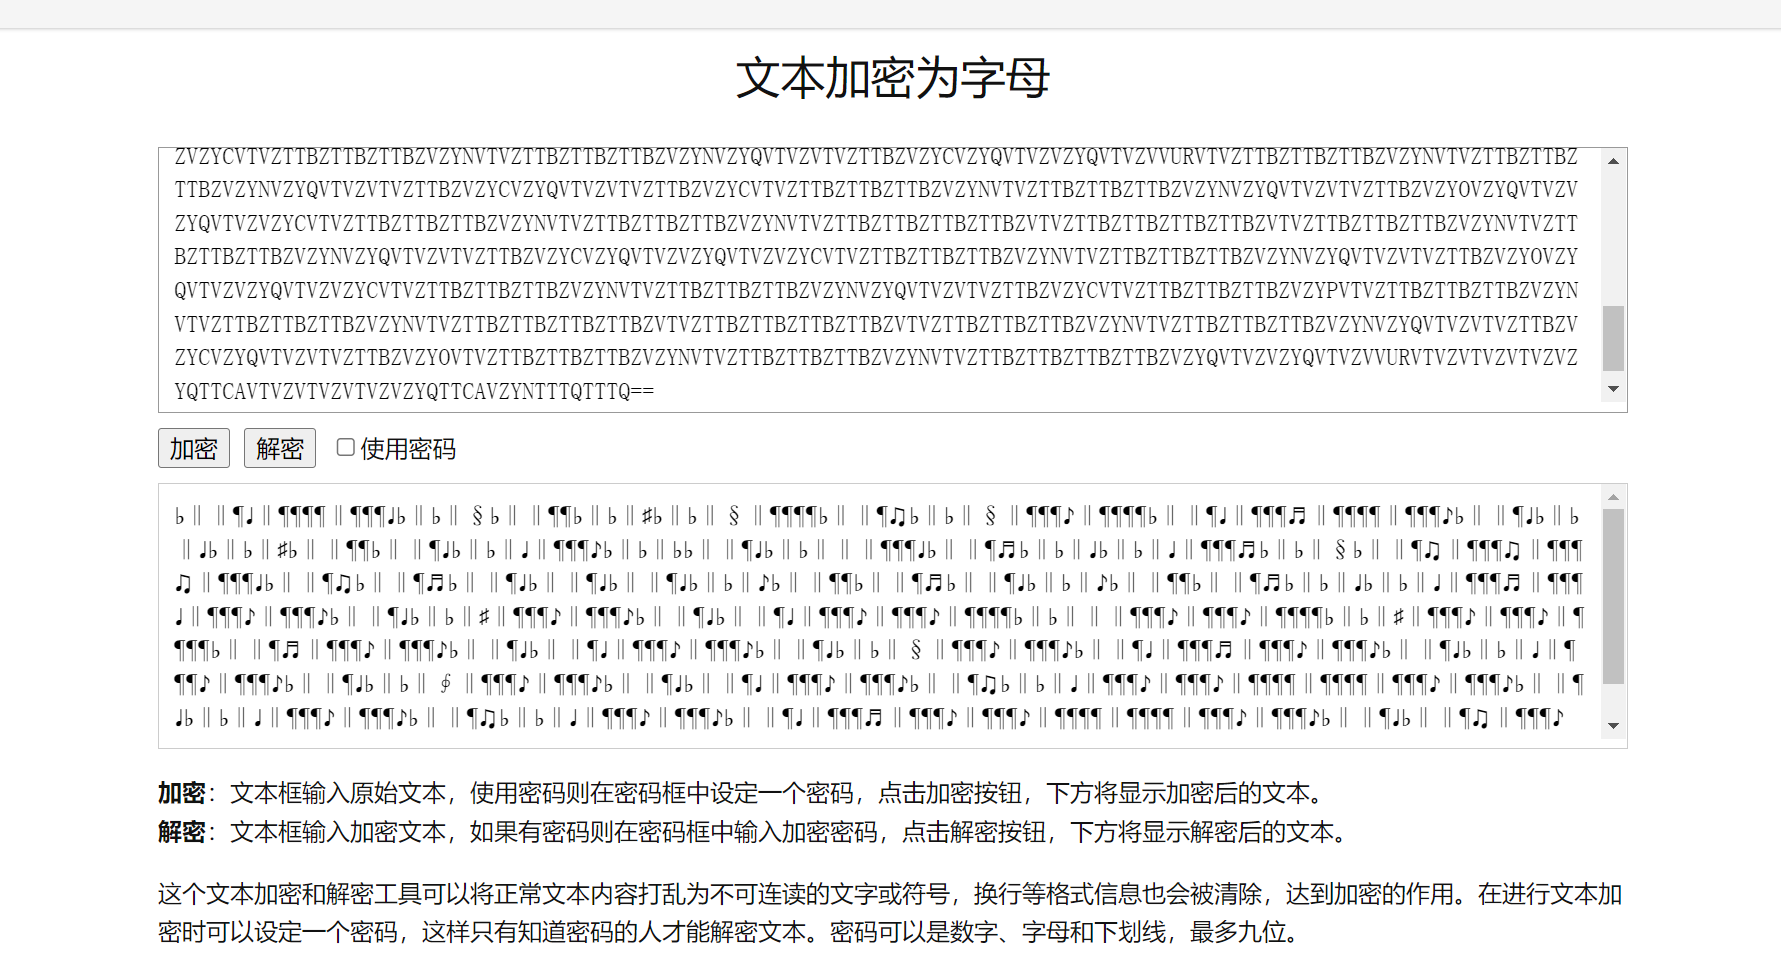 文本加密为字母
ZVZYCVTVZTTBZTTBZTTBZVZYNVTVZTTBZTTBZTTBZVZYNVZYQVTVZVTVZTTBZVZYCVZYQVTVZVZYQVTVZVVURVTVZTTBZTTBZTTBZVZYNVTVZTTBZTTBZ
TTBZVZYNVZYQVTVZVTVZTTBZVZYCVZYQVTVZVTVZTTBZVZYCVTVZTTBZTTBZTTBZVZYNVTVZTTBZTTBZTTBZVZYNVZYQVTVZVTVZTTBZVZYOVZYQVTVZV
ZYQVTVZVZYCVTVZTTBZTTBZTTBZVZYNVTVZTTBZTTBZTTBZVZYNVTVZTTBZTTBZTTBZTTBZVTVZTTBZTTBZTTBZTTBZVTVZTTBZTTBZTTBZVZYNVTVZTT
BZTTBZTTBZVZYNVZYQVTVZVTVZTTBZVZYCVZYQVTVZVZYQVTVZVZYCVTVZTTBZTTBZTTBZVZYNVTVZTTBZTTBZTTBZVZYNVZYQVTVZVTVZTTBZVZYOVZY
QVTVZVZYQVTVZVZYCVTVZTTBZTTBZTTBZVZYNVTVZTTBZTTBZTTBZVZYNVZYQVTVZVTVZTTBZVZYCVTVZTTBZTTBZTTBZVZYPVTVZTTBZTTBZTTBZVZYN
VTVZTTBZTTBZTTBZVZYNVTVZTTBZTTBZTTBZTTBZVTVZTTBZTTBZTTBZTTBZVTVZTTBZTTBZTTBZVZYNVTVZTTBZTTBZTTBZVZYNVZYQVTVZVTVZTTBZV
ZYCVZYQVTVZVTVZTTBZVZYOVTVZTTBZTTBZTTBZVZYNVTVZTTBZTTBZTTBZVZYNVTVZTTBZTTBZTTBZTTBZVZYQVTVZVZYQVTVZVVURVTVZVTVZVTVZVZ
YQTTCAVTVZVTVZVTVZVZYQTTCAVZYNTTTQTTTQ==
加密 解密 使用密码
♭‖‖¶♩‖¶¶¶¶‖¶¶¶♩♭‖♭‖§♭‖‖¶¶♭‖♭‖♯♭‖♭‖§‖¶¶¶¶♭‖‖¶♫♭‖♭‖§‖¶¶¶♪‖¶¶¶¶♭‖‖¶♩‖¶¶¶♬‖¶¶¶¶‖¶¶¶♪♭‖‖¶♩♭‖♭
‖♩♭‖♭‖♯♭‖‖¶¶♭‖‖¶♩♭‖♭‖♩‖¶¶¶♪♭‖♭‖♭♭‖‖¶♩♭‖♭‖‖‖¶¶¶♩♭‖‖¶♬♭‖♭‖♩♭‖♭‖♩‖¶¶¶♬♭‖♭‖§♭‖‖¶♫‖¶¶¶♫‖¶¶¶
♫‖¶¶¶♩♭‖‖¶♫♭‖‖¶♬♭‖‖¶♩♭‖‖¶♩♭‖‖¶♩♭‖♭‖♪♭‖‖¶¶♭‖‖¶♬♭‖‖¶♩♭‖♭‖♪♭‖‖¶¶♭‖‖¶♬♭‖♭‖♩♭‖♭‖♩‖¶¶¶♬‖¶¶¶
♩‖¶¶¶♪‖¶¶¶♪♭‖‖¶♩♭‖♭‖♯‖¶¶¶♪‖¶¶¶♪♭‖‖¶♩♭‖‖¶♩‖¶¶¶♪‖¶¶¶♪‖¶¶¶¶♭‖♭‖‖¶¶¶♪‖¶¶¶♪‖¶¶¶¶♭‖♭‖♯‖¶¶¶♪‖¶¶¶♪‖¶
¶¶¶♭‖‖¶♬‖¶¶¶♪‖¶¶¶♪♭‖‖¶♩♭‖‖¶♩‖¶¶¶♪‖¶¶¶♪♭‖‖¶♩♭‖♭‖§‖¶¶¶♪‖¶¶¶♪♭‖‖¶♩‖¶¶¶♬‖¶¶¶♪‖¶¶¶♪♭‖‖¶♩♭‖♭‖♩‖¶
¶¶♪‖¶¶¶♪♭‖‖¶♩♭‖♭‖∮‖¶¶¶♪‖¶¶¶♪♭‖‖¶♩♭‖‖¶♩‖¶¶¶♪‖¶¶¶♪♭‖‖¶♫♭‖♭‖♩‖¶¶¶♪‖¶¶¶♪‖¶¶¶¶‖¶¶¶¶‖¶¶¶♪‖¶¶¶♪♭‖‖¶
♩♭‖♭‖♩‖¶¶¶♪‖¶¶¶♪♭‖‖¶♫♭‖♭‖♩‖¶¶¶♪‖¶¶¶♪♭‖‖¶♩‖¶¶¶♬‖¶¶¶♪‖¶¶¶♪‖¶¶¶¶‖¶¶¶¶‖¶¶¶♪‖¶¶¶♪♭‖‖¶♩♭‖‖¶♫‖¶¶¶♪
加密：文本框输入原始文本，使用密码则在密码框中设定一个密码，点击加密按钮，下方将显示加密后的文本。
解密：文本框输入加密文本，如果有密码则在密码框中输入加密密码，点击解密按钮，下方将显示解密后的文本。
这个文本加密和解密工具可以将正常文本内容打乱为不可连读的文字或符号，换行等格式信息也会被清除，达到加密的作用。在进行文本加
密时可以设定一个密码，这样只有知道密码的人才能解密文本。密码可以是数字、字母和下划线，最多九位。